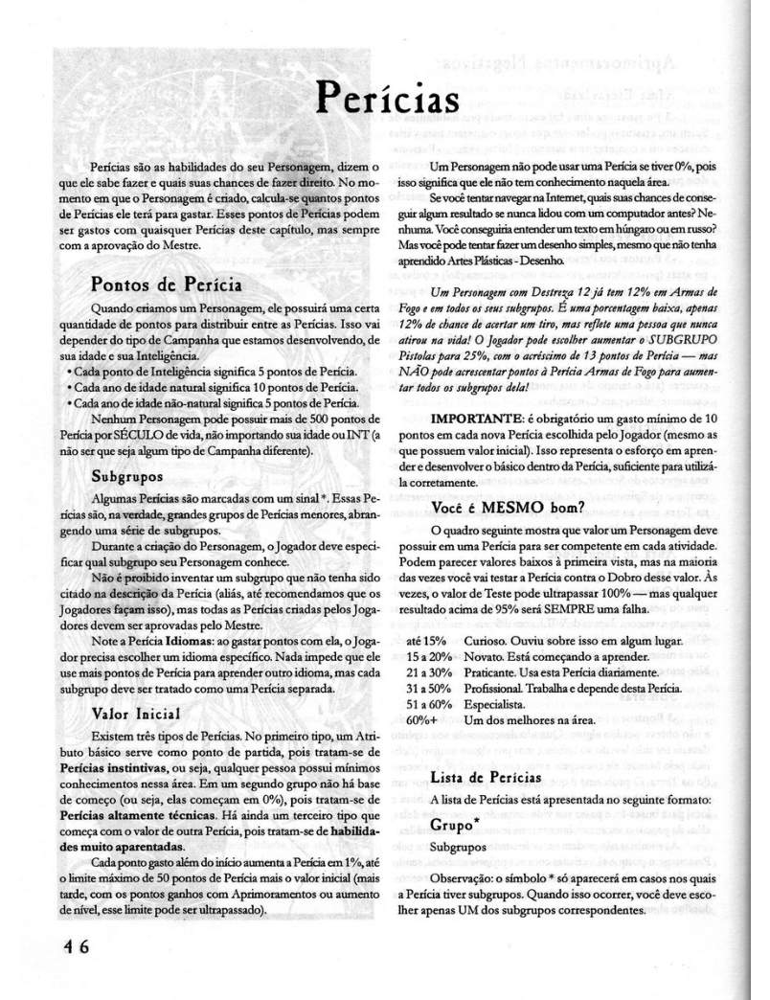 Perícias
Perícias são as habilidades do seu Personagem, dizem o
que ele sabe fazer e quais suas chances de fazer direito. No mo-
mento em que o Personagem é criado, calcula-se quantos pontos
de Perícias ele terá para gastar. Esses pontos de Perícias podem
ser gastos com quaisquer Perícias deste capítulo, mas sempre
com a aprovação do Mestre.
Pontos de Perícia
Quando criamos um Personagem, ele possuirá uma certa
quantidade de pontos para distribuir entre as Perícias. Isso vai
depender do tipo de Campanha que estamos desenvolvendo, de
sua idade e sua Inteligência.
• Cada ponto de Inteligência significa 5 pontos de Perícia.
• Cada ano de idade natural significa 10 pontos de Perícia.
• Cada ano de idade não-natural significa 5 pontos de Perícia.
Nenhum Personagem pode possuir mais de 500 pontos de
Perícia por SÉCULO de vida, não importando sua idade ou INT (a
não ser que seja algum tipo de Campanha diferente).
Subgrupos
Algumas Perícias são marcadas com um sinal *. Essas Pe-
rícias são, na verdade, grandes grupos de Perícias menores, abran-
gendo uma série de subgrupos.
Durante a criação do Personagem, o Jogador deve especi-
ficar qual subgrupo seu Personagem conhece.
Não é proibido inventar um subgrupo que não tenha sido
citado na descrição da Perícia (aliás, até recomendamos que os
Jogadores façam isso), mas todas as Perícias criadas pelos Joga-
dores devem ser aprovadas pelo Mestre.
Note a Perícia Idiomas: ao gastar pontos com ela, o Joga-
dor precisa escolher um idioma específico. Nada impede que ele
use mais pontos de Perícia para aprender outro idioma, mas cada
subgrupo deve ser tratado como uma Perícia separada.
Valor Inicial
Existem três tipos de Perícias. No primeiro tipo, um Atri-
buto básico serve como ponto de partida, pois tratam-se de
Perícias instintivas, ou seja, qualquer pessoa possui mínimos
conhecimentos nessa área. Em um segundo grupo não há base
de começo (ou seja, elas começam em 0%), pois tratam-se de
Perícias altamente técnicas. Há ainda um terceiro tipo que
começa com o valor de outra Perícia, pois tratam-se de habilida-
des muito aparentadas.
Cada ponto gasto além do início aumenta a Perícia em 1%, até
o limite máximo de 50 pontos de Perícia mais o valor inicial (mais
tarde, com os pontos ganhos com Aprimoramentos ou aumento
de nível, esse limite pode ser ultrapassado).
46
Um Personagem não pode usar uma Perícia se tiver 0%, pois
isso significa que ele não tem conhecimento naquela área.
Se você tentar navegar na Internet, quais suas chances de conse-
guir algum resultado se nunca lidou com um computador antes? Ne-
nhuma. Você conseguiria entender um texto em húngaro ou em russo?
Mas você pode tentar fazer um desenho simples, mesmo que não tenha
aprendido Artes Plásticas - Desenho.
Um Personagem com Destreza 12 já tem 12% em Armas de
Fogo e em todos os seus subgrupos. É uma porcentagem baixa, apenas
12% de chance de acertar um tiro, mas reflete uma pessoa que nunca
atirou na vida! O Jogador pode escolher aumentar o SUBGRUPO
Pistolas para 25%, com o acréscimo de 13 pontos de Perícia — mas
NÃO pode acrescentar pontos à Perícia Armas de Fogo para aumen-
tar todos os subgrupos dela!
IMPORTANTE: é obrigatório um gasto mínimo de 10
pontos em cada nova Perícia escolhida pelo Jogador (mesmo as
que possuem valor inicial). Isso representa o esforço em apren-
der e desenvolver o básico dentro da Perícia, suficiente para utilizá-
la corretamente.
Você é MESMO bom?
O quadro seguinte mostra que valor um Personagem deve
possuir em uma Perícia para ser competente em cada atividade.
Podem parecer valores baixos à primeira vista, mas na maioria
das vezes você vai testar a Perícia contra o Dobro desse valor. Às
vezes, o valor de Teste pode ultrapassar 100% — mas qualquer
resultado acima de 95% será SEMPRE uma falha.
até 15% Curioso. Ouviu sobre isso em algum lugar.
15 a 20% Novato. Está começando a aprender.
21 a 30% Praticante. Usa esta Perícia diariamente.
31 a 50% Profissional. Trabalha e depende desta Perícia.
51 a 60% Especialista.
60%+ Um dos melhores na área.
Lista de Perícias
A lista de Perícias está apresentada no seguinte formato:
Grupo*
Subgrupos
Observação: o símbolo * só aparecerá em casos nos quais
a Perícia tiver subgrupos. Quando isso ocorrer, você deve esco-
lher apenas UM dos subgrupos correspondentes.